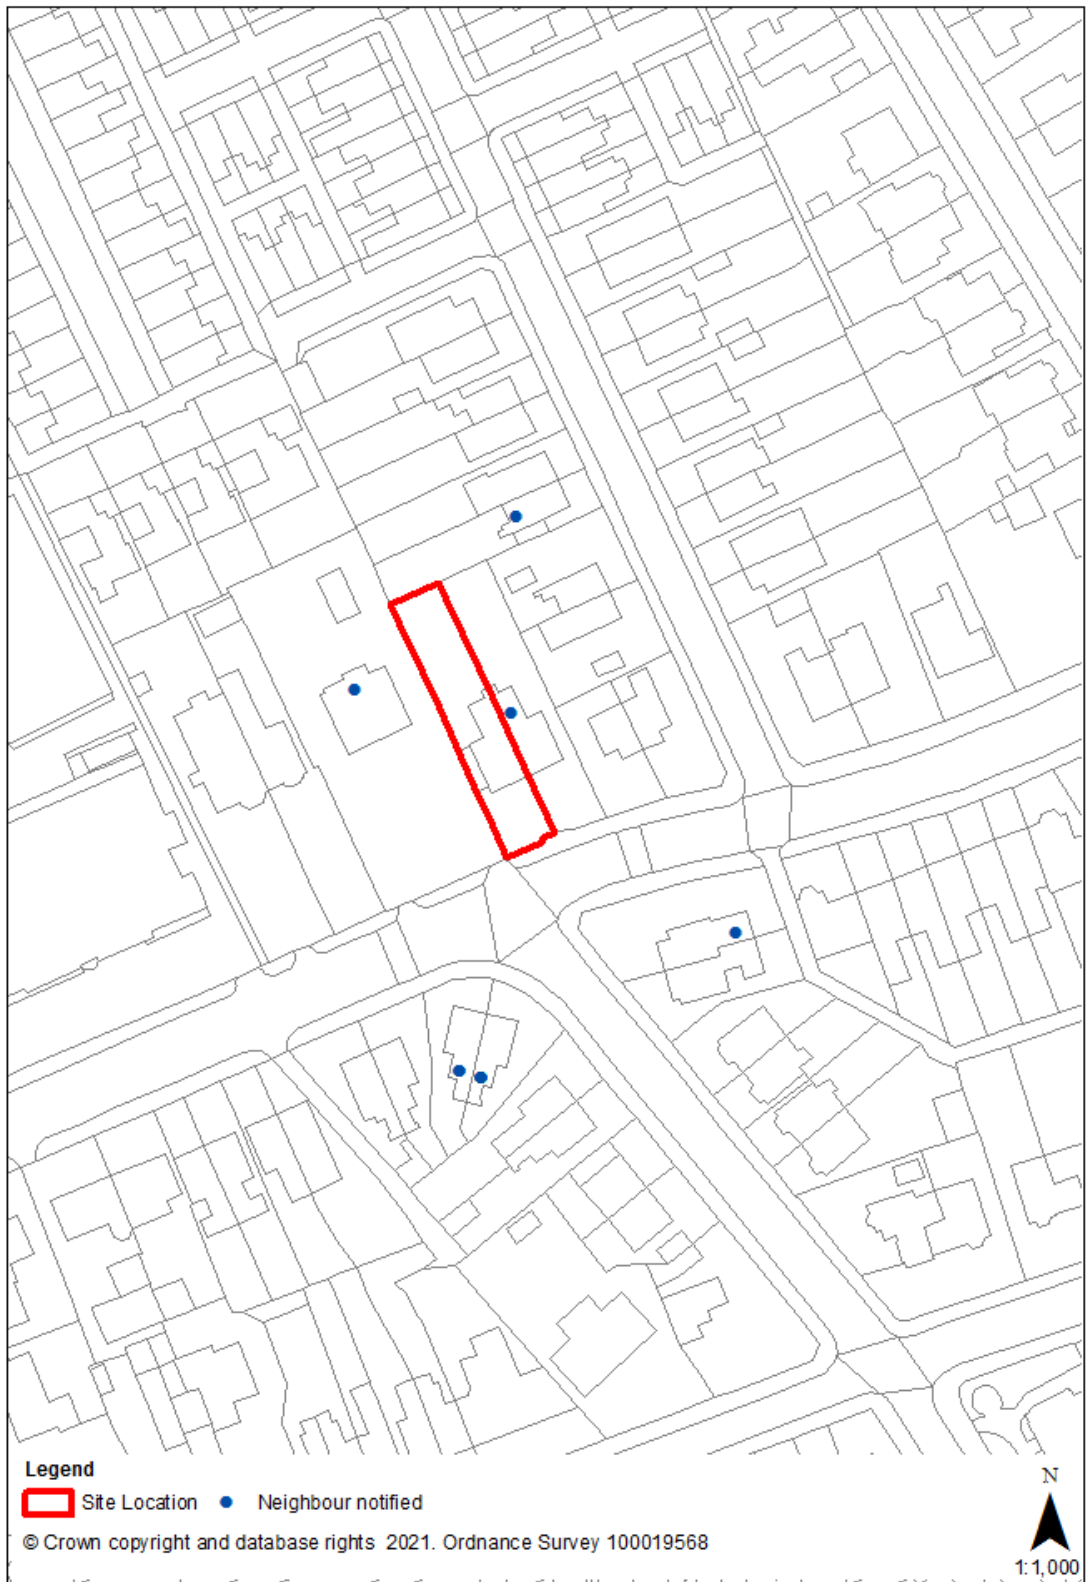 Legend
Site Location
Neighbour notified
© Crown copyright and database rights 2021. Ordnance Survey 100019568
N
1:1,000